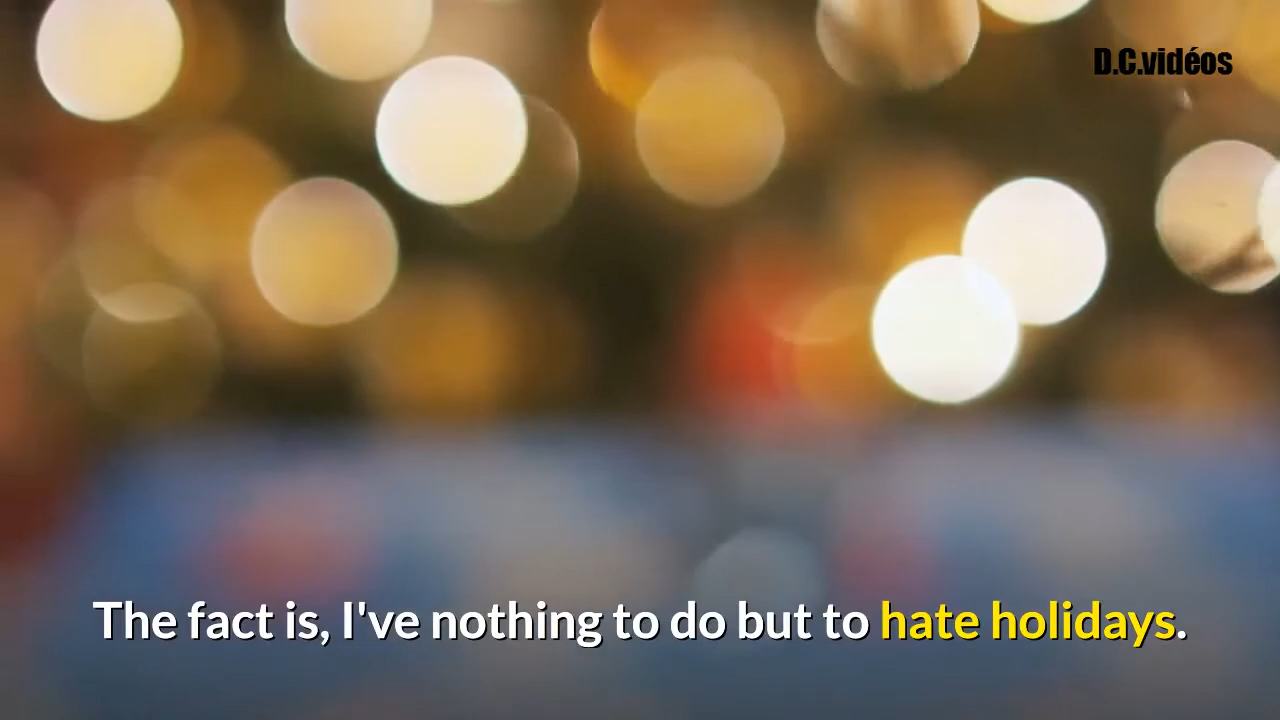 D.C.vidéos
The fact is, I've nothing to do but to hate holidays.